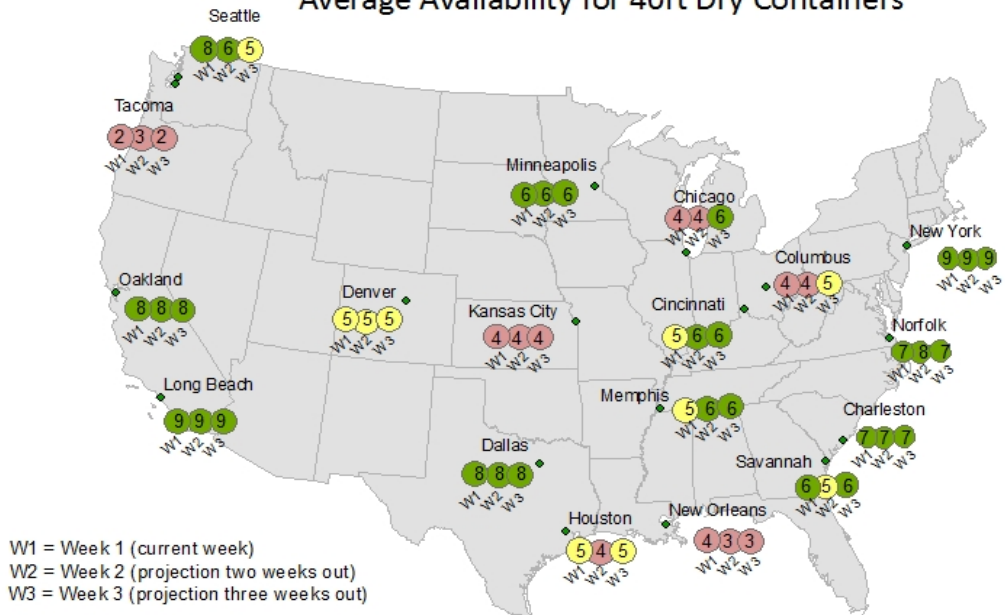 Average Availability for 40ft Dry Containers
Seattle
8 6 5
W1 W2 W3
Tacoma
2 3 2
W1 W2 W3
Minneapolis
6 6 6
W1 W2 W3
Chicago
4 4 6
W1 W2 W3
New York
9 9 9
W1 W2 W3
Columbus
4 4 5
W1 W2 W3
Oakland
8 8 8
W1 W2 W3
Denver
5 5 5
W1 W2 W3
Kansas City
4 4 4
W1 W2 W3
Cincinnati
5 6 6
W1 W2 W3
Norfolk
7 8 7
W1 W2 W3
Long Beach
9 9 9
W1 W2 W3
Memphis
5 6 6
W1 W2 W3
Charleston
7 7 7
W1 W2 W3
Dallas
8 8 8
W1 W2 W3
Savannah
6 5 6
W1 W2 W3
Houston
5 4 5
W1 W2 W3
New Orleans
4 3 3
W1 W2 W3
W1 = Week 1 (current week)
W2 = Week 2 (projection two weeks out)
W3 = Week 3 (projection three weeks out)